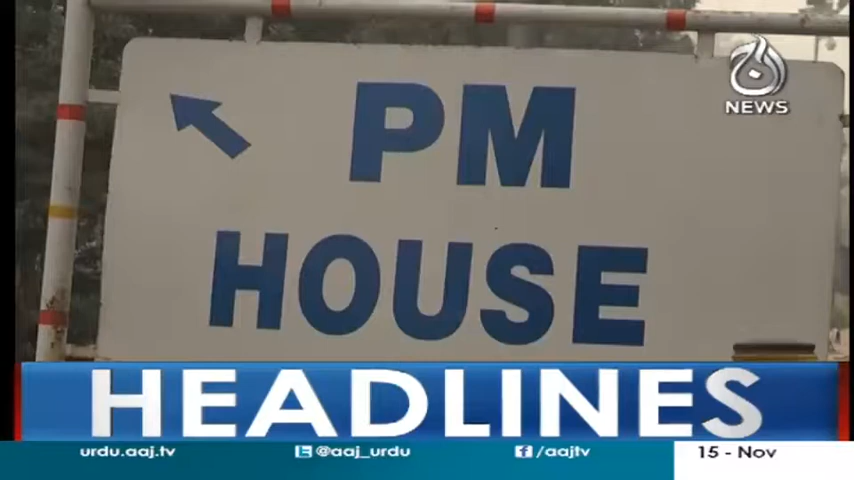 PM
NEWS
HOUSE
HEADLINES
urdu.aaj.tv @aaj_urdu /aajtv 15 - Nov